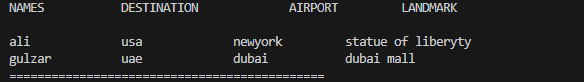 NAMES DESTINATION AIRPORT LANDMARK
ali usa newyork statue of liberyty
gulzar uae dubai dubai mall
=============================================